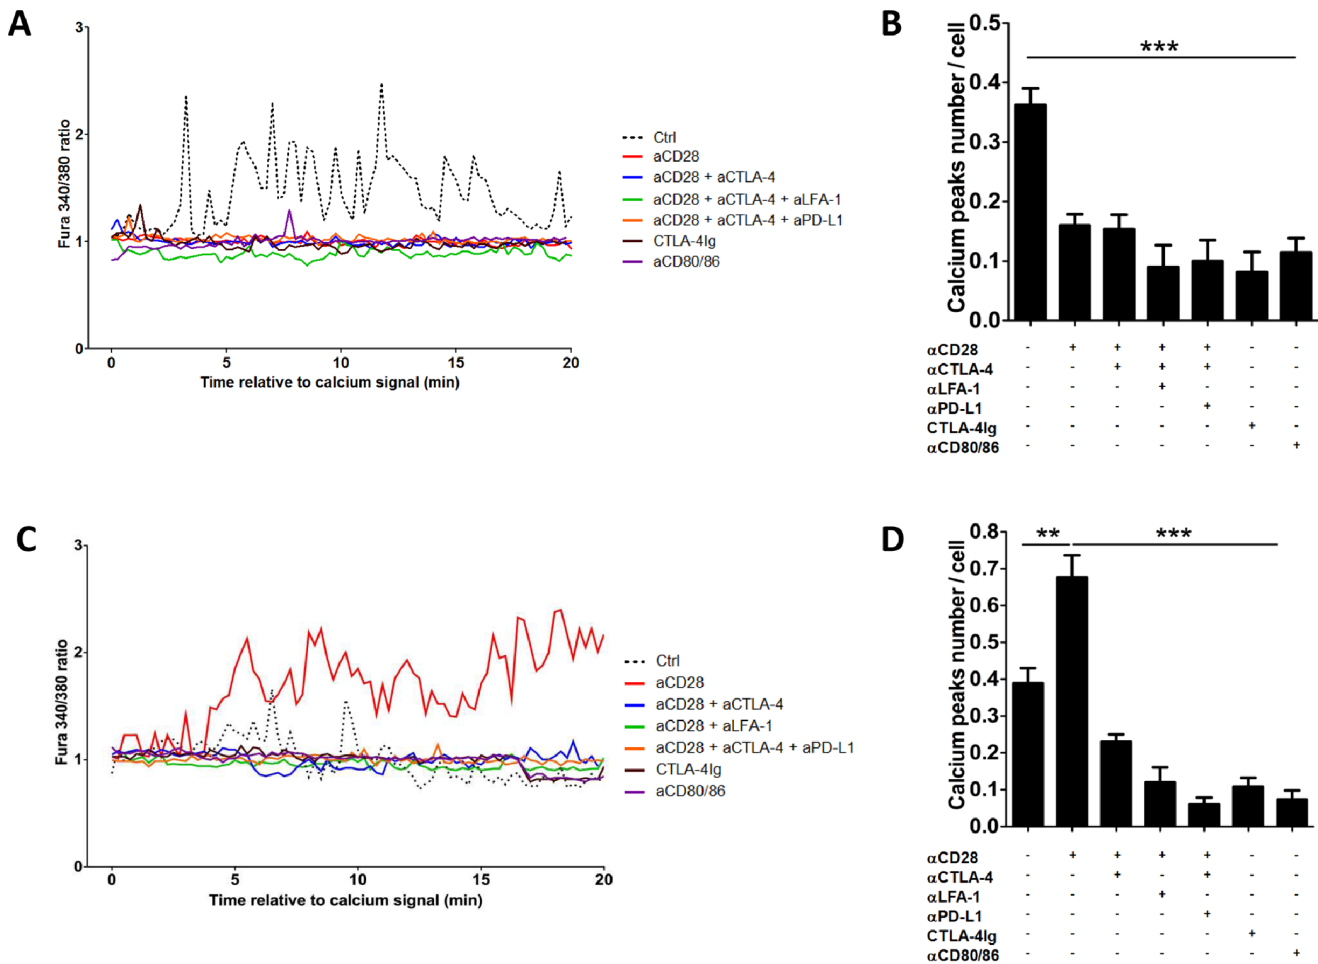 A
3
2
1
0
Fura 340/380 ratio
0 5 10 15 20
Time relative to calcium signal (min)
Ctrl
aCD28
aCD28 + aCTLA-4
aCD28 + aCTLA-4 + aLFA-1
aCD28 + aCTLA-4 + aPD-L1
CTLA-4Ig
aCD80/86
B
Calcium peaks number / cell
0.5
0.4
0.3
0.2
0.1
0.0
***
αCD28 - + + + + - -
αCTLA-4 - - + + + - -
αLFA-1 - - - + - - -
αPD-L1 - - - - + - -
CTLA-4Ig - - - - - + -
αCD80/86 - - - - - - +
C
3
2
1
0
Fura 340/380 ratio
0 5 10 15 20
Time relative to calcium signal (min)
Ctrl
aCD28
aCD28 + aCTLA-4
aCD28 + aLFA-1
aCD28 + aCTLA-4 + aPD-L1
CTLA-4Ig
aCD80/86
D
Calcium peaks number / cell
0.8
0.7
0.6
0.5
0.4
0.3
0.2
0.1
0.0
** ***
αCD28 - + + + + - -
αCTLA-4 - - + - + - -
αLFA-1 - - - + - - -
αPD-L1 - - - - + - -
CTLA-4Ig - - - - - + -
αCD80/86 - - - - - - +